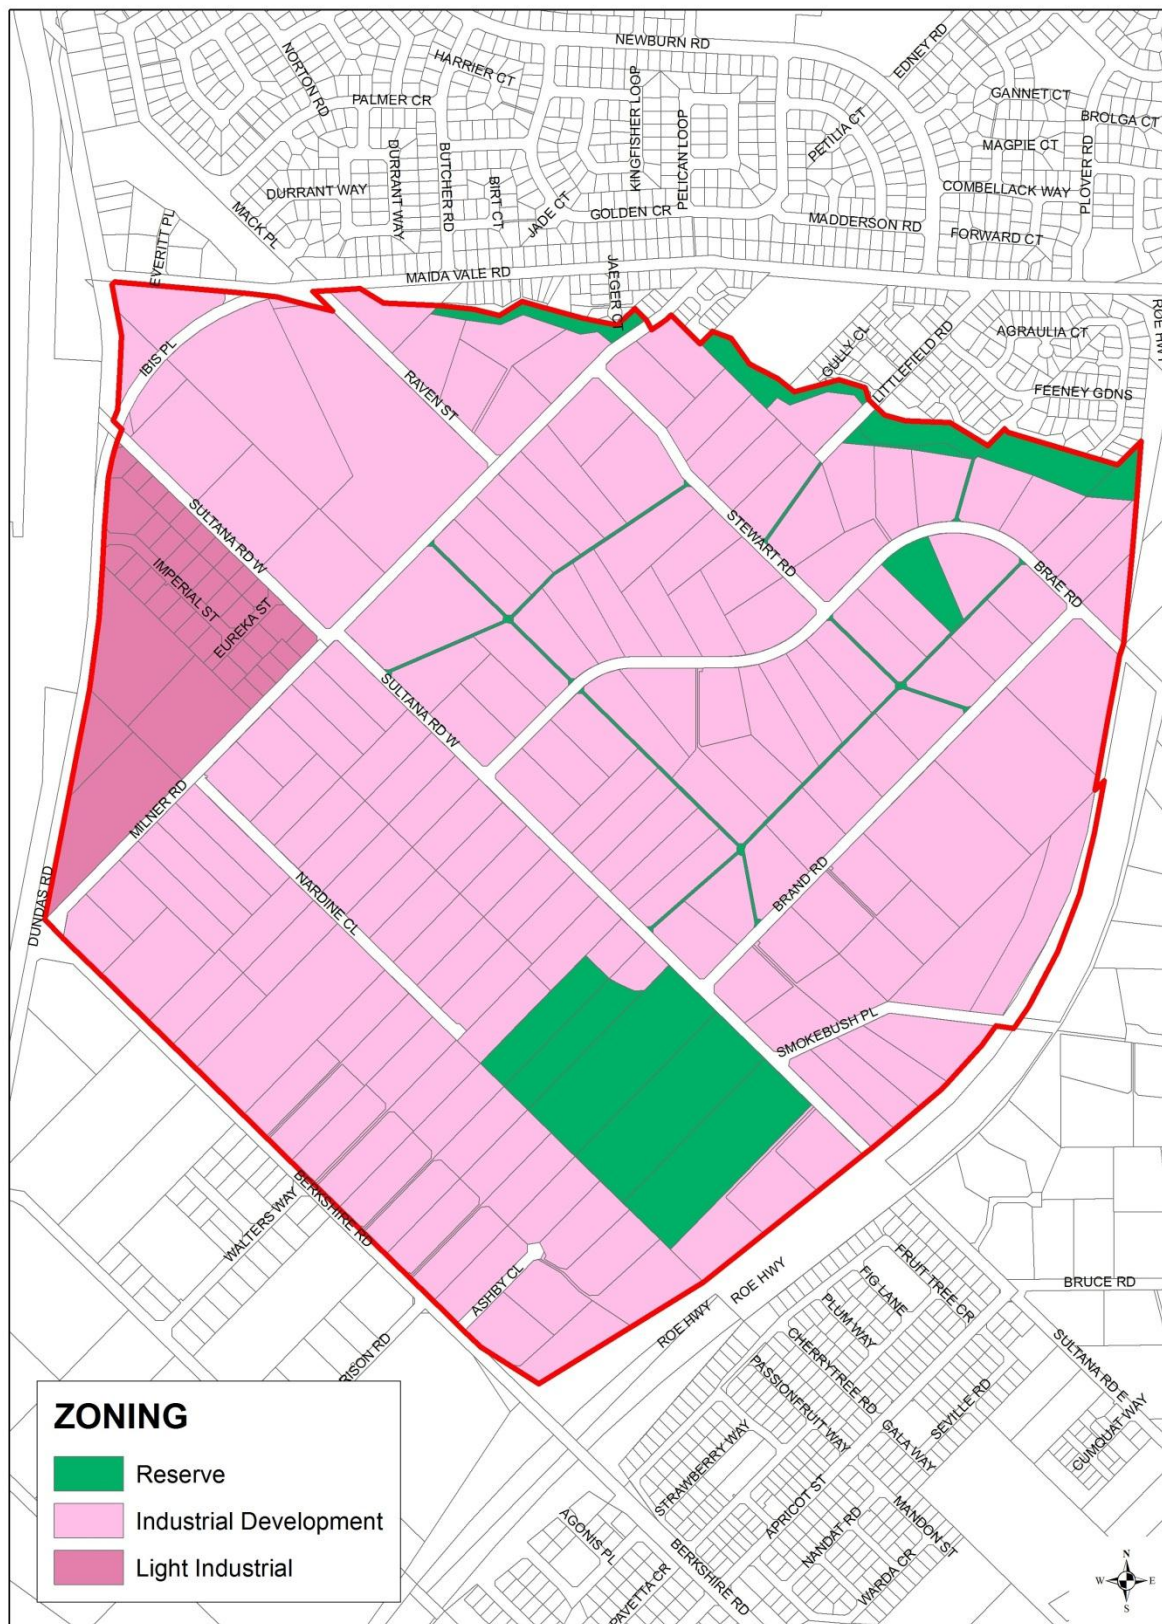 NEWBURN RD
EDNEY RD
NORTON RD
HARRIER CT
KINGFISHER LOOP
GANNET CT
PALMER CR
PELICAN LOOP
PETILIA CT
BROLGA CT
MAGPIE CT
DURRANT WAY
DURRANT WAY
BUTCHER RD
BIRT CT
COMBELLACK WAY
PLOVER RD
MACK PL
JADE CT
GOLDEN CR
MADDERSON RD
FORWARD CT
EVERITT PL
MAIDA VALE RD
JAEGER CT
ROE HWY
AGRAULIA CT
GULLY CL
LITTLEFIELD RD
IBIS PL
RAVEN ST
FEENEY GDNS
SULTANA RD W
STEWART RD
IMPERIAL ST
EUREKA ST
BRAE RD
SULTANA RD W
MILNER RD
BRAND RD
NARDINE CL
DUNDAS RD
SMOKEBUSH PL
WALTERS WAY
BERKSHIRE RD
ASHBY CL
ROE HWY
ROE HWY
FRUIT TREE CR
FIG LANE
BRUCE RD
PLUM WAY
CHERRYTREE RD
SULTANA RD E
RISON RD
PASSIONFRUIT WAY
SEVILLE RD
GALA WAY
CUMQUAT WAY
STRAWBERRY WAY
APRICOT ST
MANDON ST
NANDAT RD
AGONIS PL
BERKSHIRE RD
WARDA CR
PAVETTA CR
ZONING
Reserve
Industrial Development
Light Industrial
N
W E
S